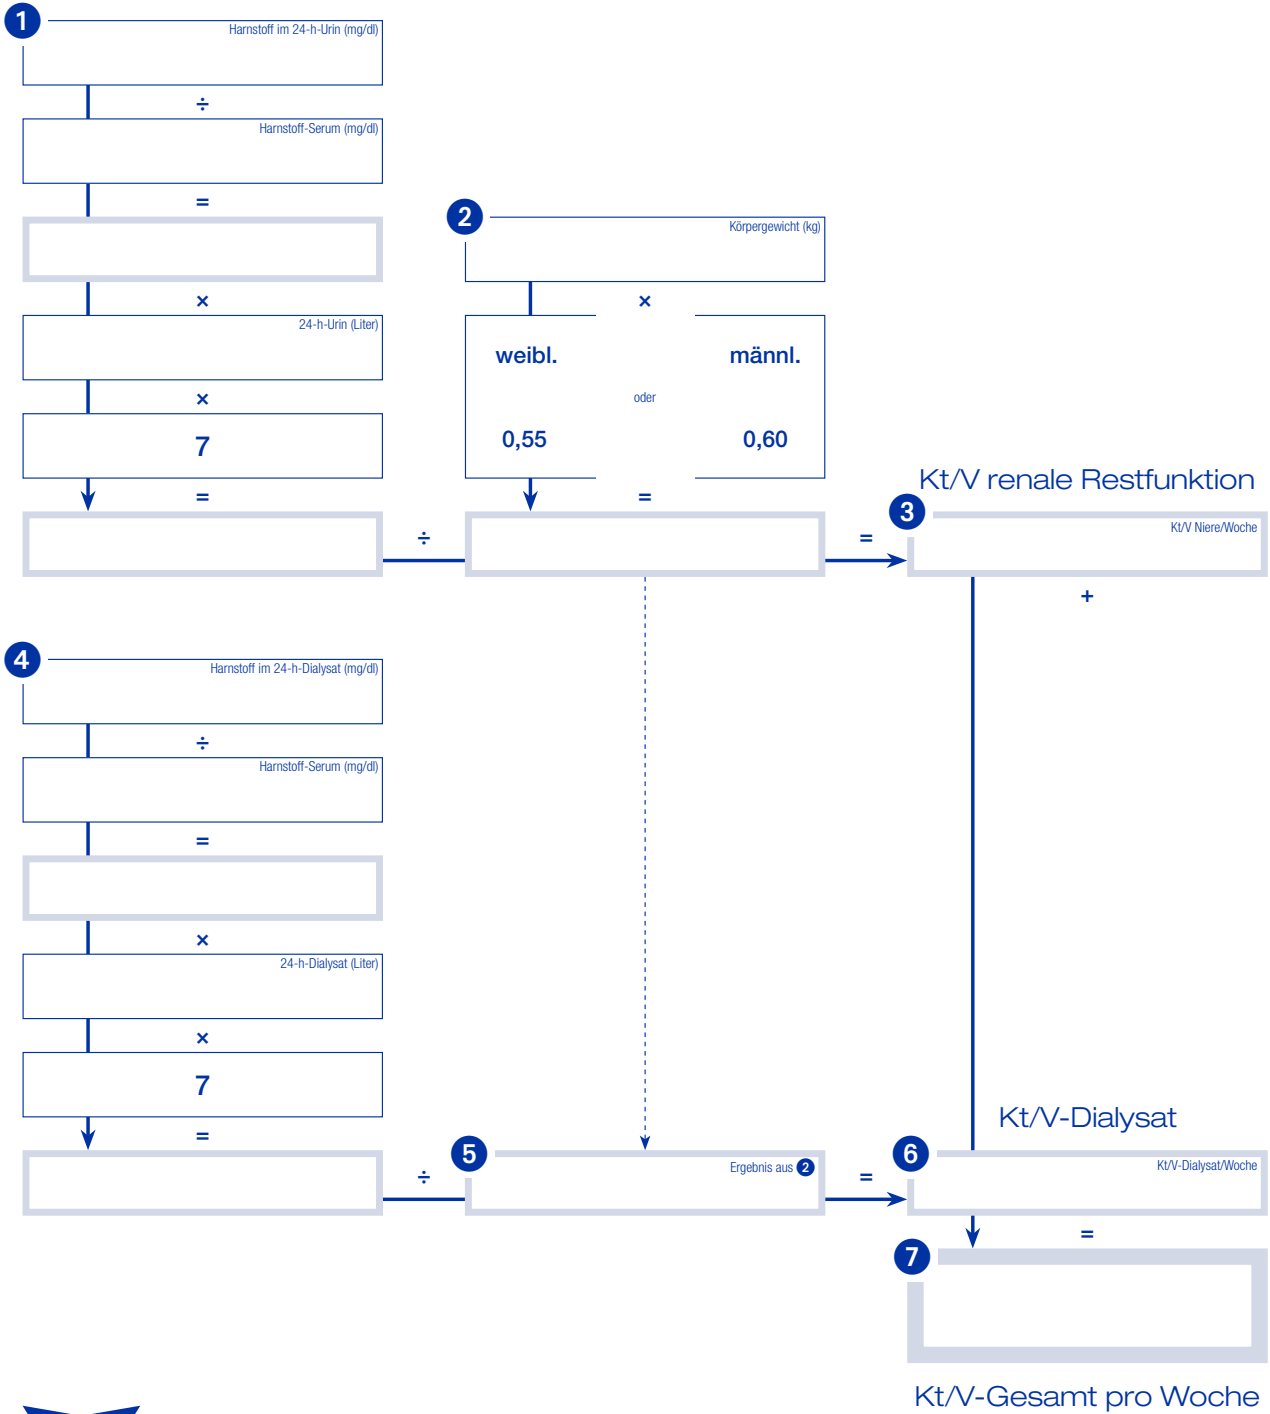 1
Harnstoff im 24-h-Urin (mg/dl)
÷
Harnstoff-Serum (mg/dl)
=
×
24-h-Urin (Liter)
×
7
=
2
Körpergewicht (kg)
×
weibl. männl.
oder
0,55 0,60
=
÷
=
Kt/V renale Restfunktion
3
Kt/V Niere/Woche
+
4
Harnstoff im 24-h-Dialysat (mg/dl)
÷
Harnstoff-Serum (mg/dl)
=
×
24-h-Dialysat (Liter)
×
7
=
÷
5
Ergebnis aus 2
=
Kt/V-Dialysat
6
Kt/V-Dialysat/Woche
=
7
Kt/V-Gesamt pro Woche